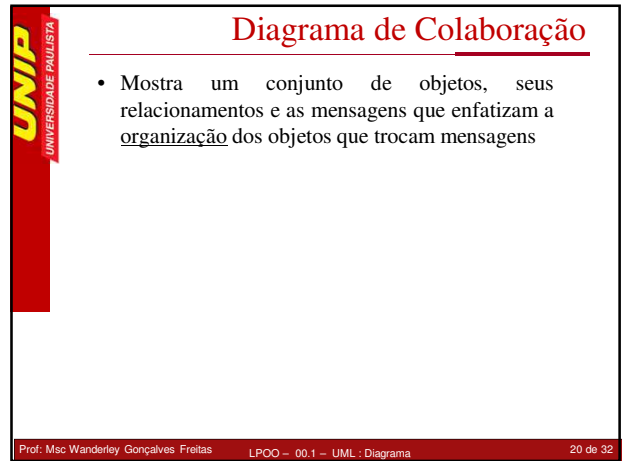 UNIP
UNIVERSIDADE PAULISTA
Diagrama de Colaboração
• Mostra um conjunto de objetos, seus
relacionamentos e as mensagens que enfatizam a
organização dos objetos que trocam mensagens
Prof: Msc Wanderley Gonçalves Freitas
LPOO – 00.1 – UML : Diagrama
20 de 32